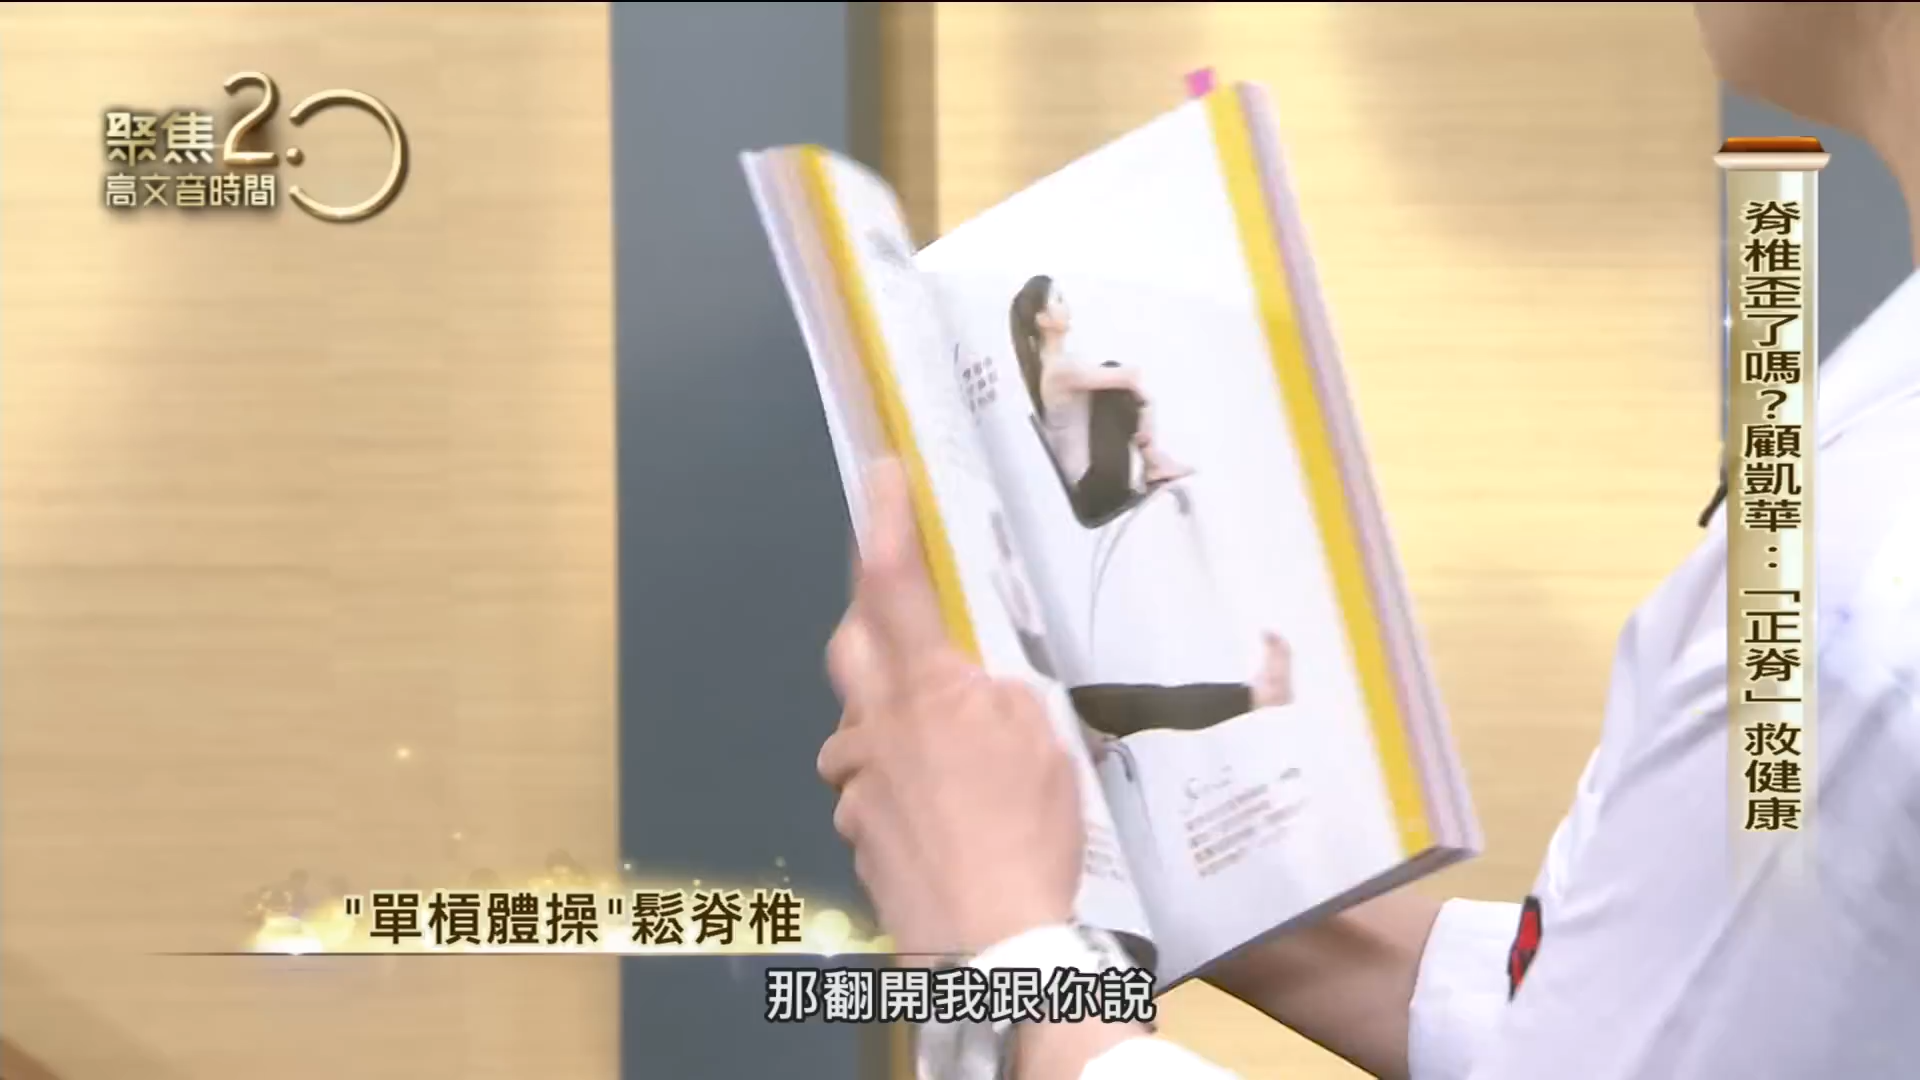 聚焦2.0
高文音時間
脊椎歪了嗎？顧凱華：「正脊」救健康
"單槓體操"鬆脊椎
那翻開我跟你說